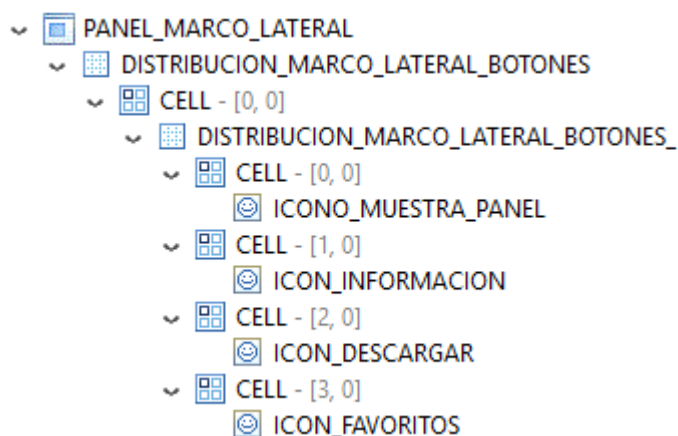 PANEL_MARCO_LATERAL
DISTRIBUCION_MARCO_LATERAL_BOTONES
CELL - [0, 0]
DISTRIBUCION_MARCO_LATERAL_BOTONES_
CELL - [0, 0]
ICONO_MUESTRA_PANEL
CELL - [1, 0]
ICON_INFORMACION
CELL - [2, 0]
ICON_DESCARGAR
CELL - [3, 0]
ICON_FAVORITOS